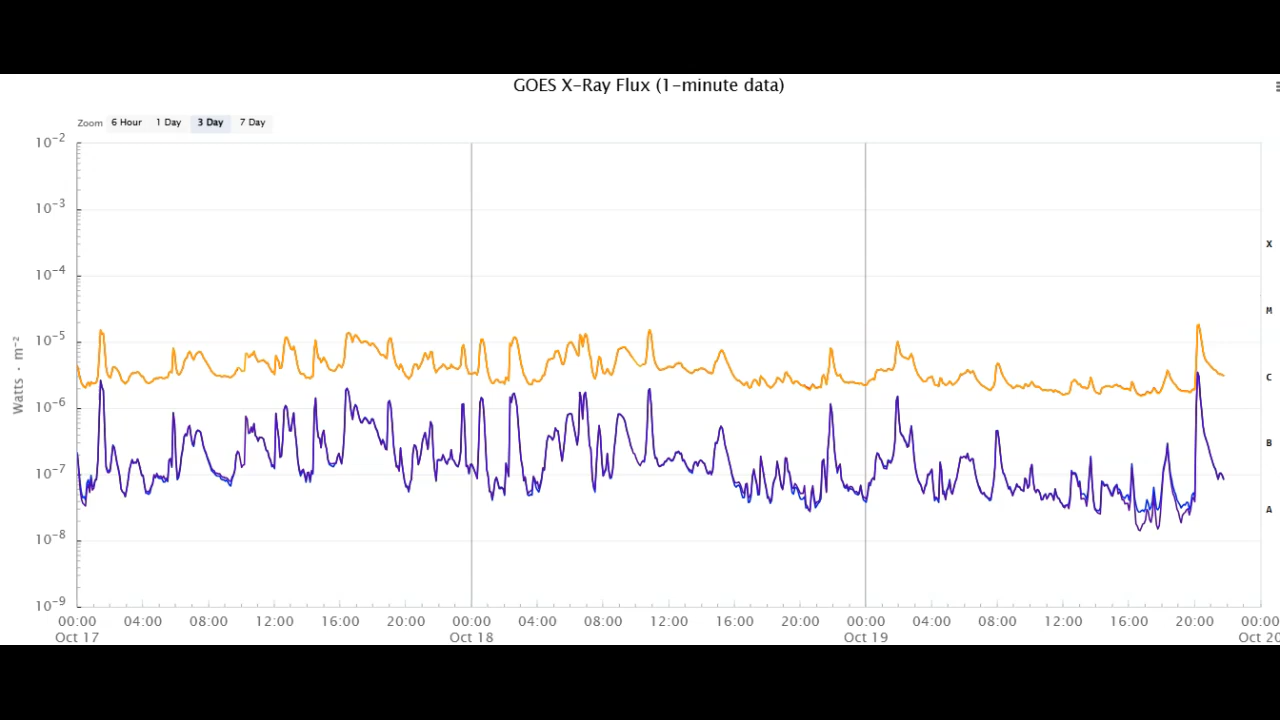 GOES X-Ray Flux (1-minute data)
Zoom 6 Hour 1 Day 3 Day 7 Day
10⁻²
10⁻³
10⁻⁴
10⁻⁵
10⁻⁶
10⁻⁷
10⁻⁸
10⁻⁹
Watts · m⁻²
X
M
C
B
A
00:00 04:00 08:00 12:00 16:00 20:00 00:00 04:00 08:00 12:00 16:00 20:00 00:00 04:00 08:00 12:00 16:00 20:00 00:00
Oct 17 Oct 18 Oct 19 Oct 20